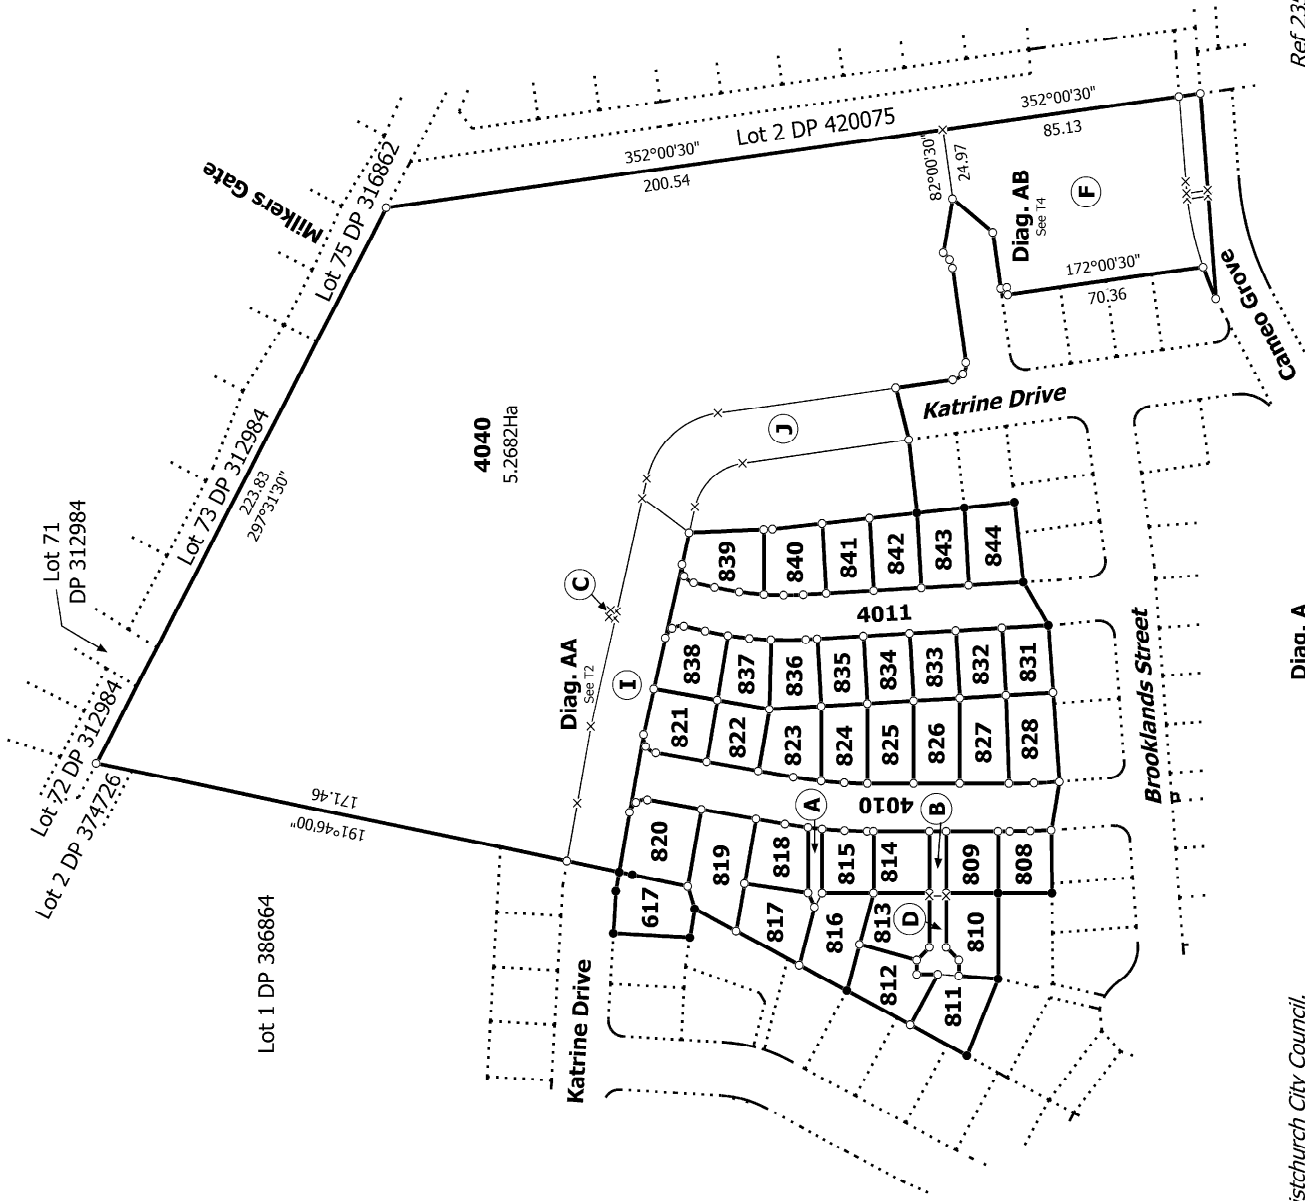 Ref 235
Milkers Gate
Lot 75 DP 316862
Lot 2 DP 420075
352°00'30"
200.54
352°00'30"
85.13
82°00'30"
24.97
Diag. AB
See T4
F
172°00'30"
70.36
Cameo Grove
Lot 73 DP 312984
223.83
297°31'30"
Lot 71
DP 312984
Lot 72 DP 312984
Lot 2 DP 374726
4040
5.2682Ha
J
Katrine Drive
C
Diag. AA
See T2
I
171.46
191°46'00"
Lot 1 DP 386864
839
840
841
842
843
844
4011
838
837
836
835
834
833
832
831
821
822
823
824
825
826
827
828
4010
A
B
820
819
818
815
814
809
808
617
817
816
813
D
810
812
811
Brooklands Street
Katrine Drive
Diag. A
istchurch City Council.